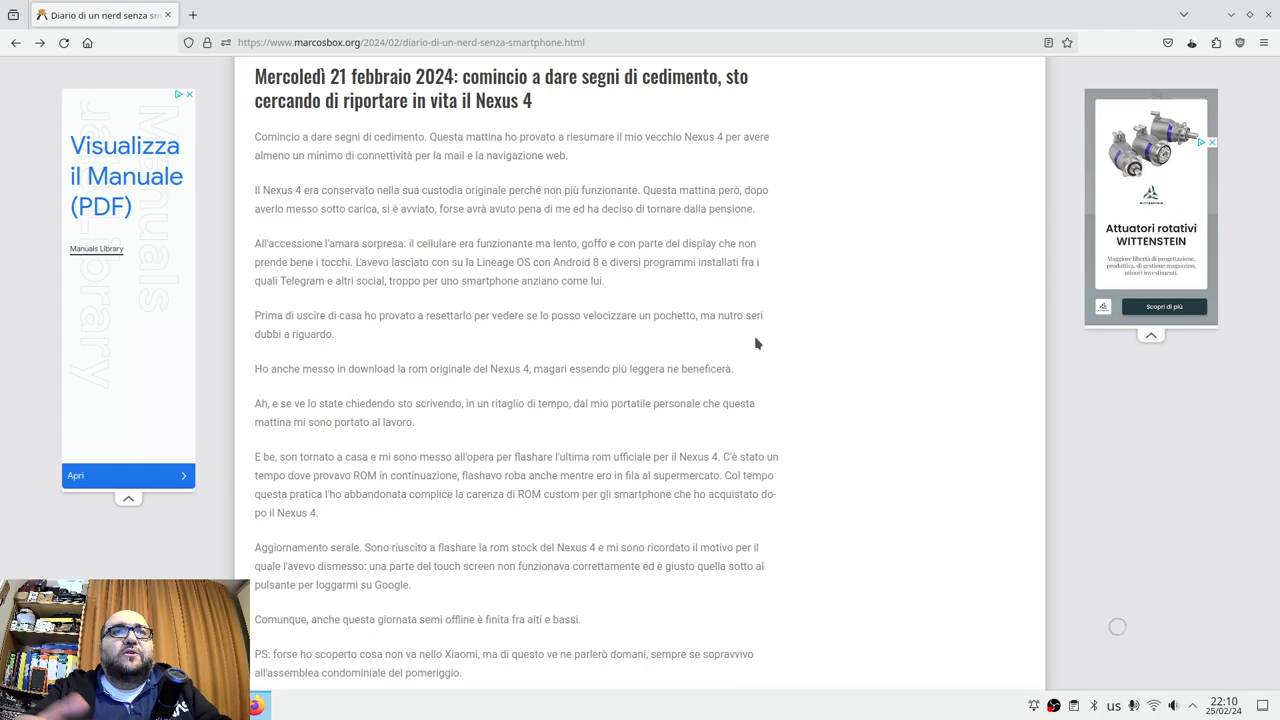 Diario di un nerd senza sm
https://www.marcosbox.org/2024/02/diario-di-un-nerd-senza-smartphone.html
Mercoledì 21 febbraio 2024: comincio a dare segni di cedimento, sto
cercando di riportare in vita il Nexus 4
Comincio a dare segni di cedimento. Questa mattina ho provato a riesumare il mio vecchio Nexus 4 per avere
almeno un minimo di connettività per la mail e la navigazione web.
Il Nexus 4 era conservato nella sua custodia originale perché non più funzionante. Questa mattina però, dopo
averlo messo sotto carica, si è avviato, forse avrà avuto pena di me ed ha deciso di tornare dalla pensione.
All'accessione l'amara sorpresa: il cellulare era funzionante ma lento, goffo e con parte del display che non
prende bene i tocchi. L'avevo lasciato con su la Lineage OS con Android 8 e diversi programmi installati fra i
quali Telegram e altri social, troppo per uno smartphone anziano come lui.
Prima di uscire di casa ho provato a resettarlo per vedere se lo posso velocizzare un pochetto, ma nutro seri
dubbi a riguardo.
Ho anche messo in download la rom originale del Nexus 4, magari essendo più leggera ne beneficerà.
Ah, e se ve lo state chiedendo sto scrivendo, in un ritaglio di tempo, dal mio portatile personale che questa
mattina mi sono portato al lavoro.
E be, son tornato a casa e mi sono messo all'opera per flashare l'ultima rom ufficiale per il Nexus 4. C'è stato un
tempo dove provavo ROM in continuazione, flashavo roba anche mentre ero in fila al supermercato. Col tempo
questa pratica l'ho abbandonata complice la carenza di ROM custom per gli smartphone che ho acquistato do-
po il Nexus 4.
Aggiornamento serale. Sono riuscito a flashare la rom stock del Nexus 4 e mi sono ricordato il motivo per il
quale l'avevo dismesso: una parte del touch screen non funzionava correttamente ed è giusto quella sotto al
pulsante per loggarmi su Google.
Comunque, anche questa giornata semi offline è finita fra alti e bassi.
PS: forse ho scoperto cosa non va nello Xiaomi, ma di questo ve ne parlerò domani, sempre se sopravvivo
all'assemblea condominiale del pomeriggio.
Manuals Library
Visualizza
il Manuale
(PDF)
Manuals Library
Apri
WITTENSTEIN
Attuatori rotativi
WITTENSTEIN
Maggiore libertà di progettazione,
produttiva, di gestione magazzino,
minori investimenti.
Scopri di più
us
22:10
25/02/24